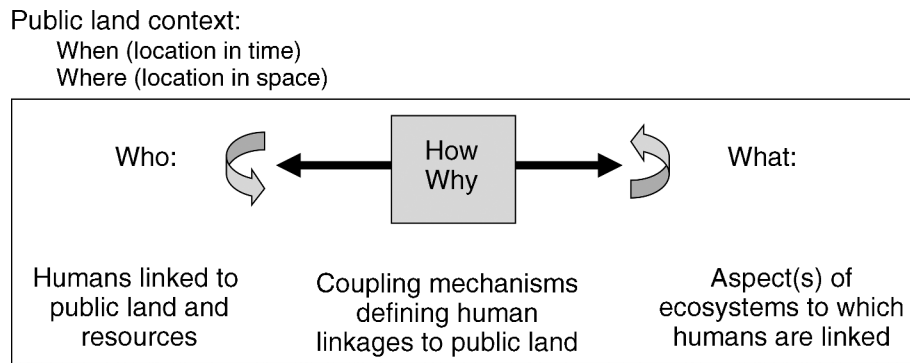 Public land context:
When (location in time)
Where (location in space)
Who:
How
Why
What:
Humans linked to
public land and
resources
Coupling mechanisms
defining human
linkages to public land
Aspect(s) of
ecosystems to which
humans are linked